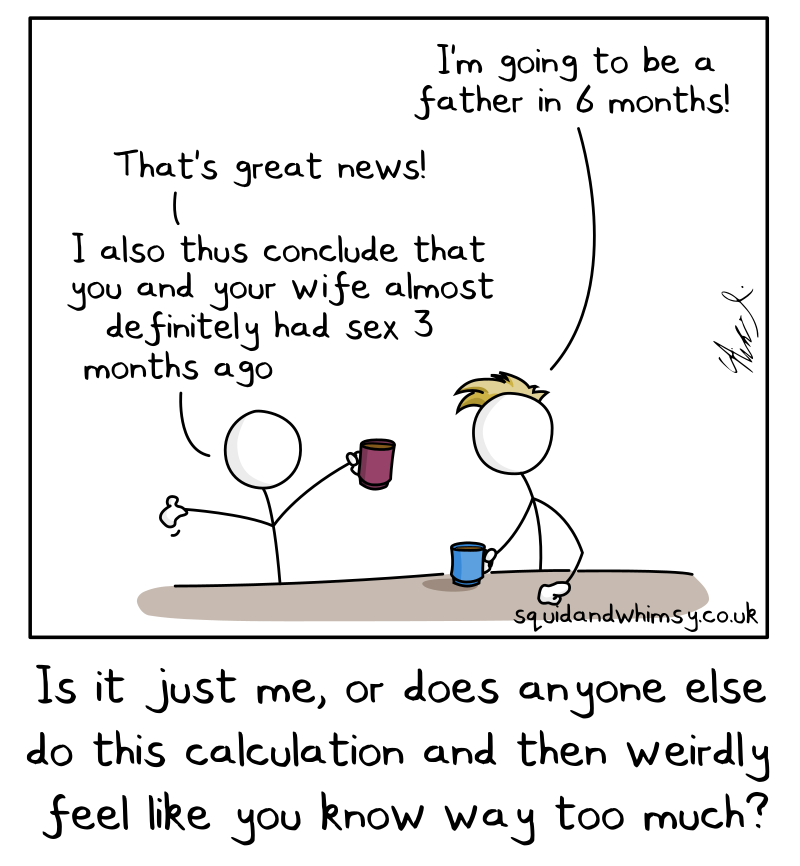 I'm going to be a
father in 6 months!
That's great news!
I also thus conclude that
you and your wife almost
definitely had sex 3
months ago
squidandwhimsy.co.uk
Is it just me, or does anyone else
do this calculation and then weirdly
feel like you know way too much?